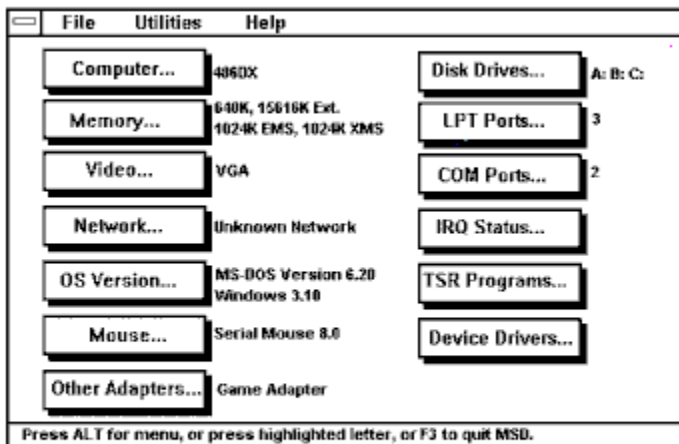 File Utilities Help
Computer... 486DX
Disk Drives... A: B: C:
Memory... 640K, 15616K Ext.
1024K EMS, 1024K XMS
LPT Ports... 3
Video... VGA
COM Ports... 2
Network... Unknown Network
IRQ Status...
OS Version... MS-DOS Version 6.20
Windows 3.10
TSR Programs...
Mouse... Serial Mouse 8.0
Device Drivers...
Other Adapters... Game Adapter
Press ALT for menu, or press highlighted letter, or F3 to quit MSD.